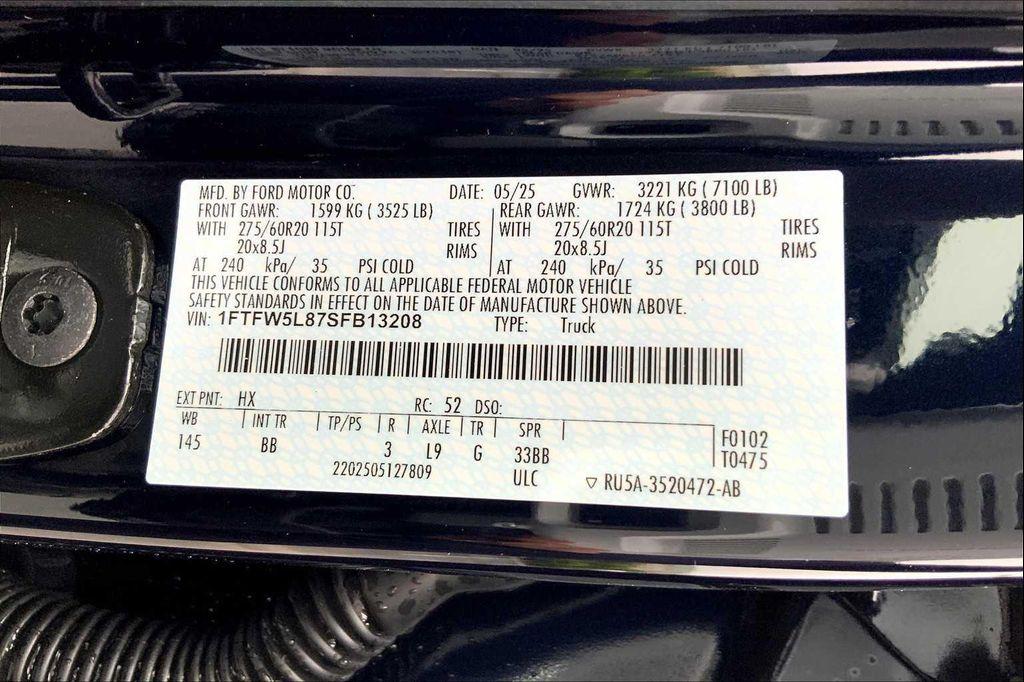 MFD. BY FORD MOTOR CO. DATE: 05/25 GVWR: 3221 KG ( 7100 LB)
FRONT GAWR: 1599 KG ( 3525 LB) REAR GAWR: 1724 KG ( 3800 LB)
WITH 275/60R20 115T TIRES WITH 275/60R20 115T TIRES
20x8.5J RIMS 20x8.5J RIMS
AT 240 kPa/ 35 PSI COLD AT 240 kPa/ 35 PSI COLD
THIS VEHICLE CONFORMS TO ALL APPLICABLE FEDERAL MOTOR VEHICLE
SAFETY STANDARDS IN EFFECT ON THE DATE OF MANUFACTURE SHOWN ABOVE.
VIN: 1FTFW5L87SFB13208 TYPE: Truck
EXT PNT: HX RC: 52 DSO:
WB INT TR TP/PS R AXLE TR SPR F0102
145 BB 3 L9 G 33BB T0475
2202505127809 ULC ▽ RU5A-3520472-AB